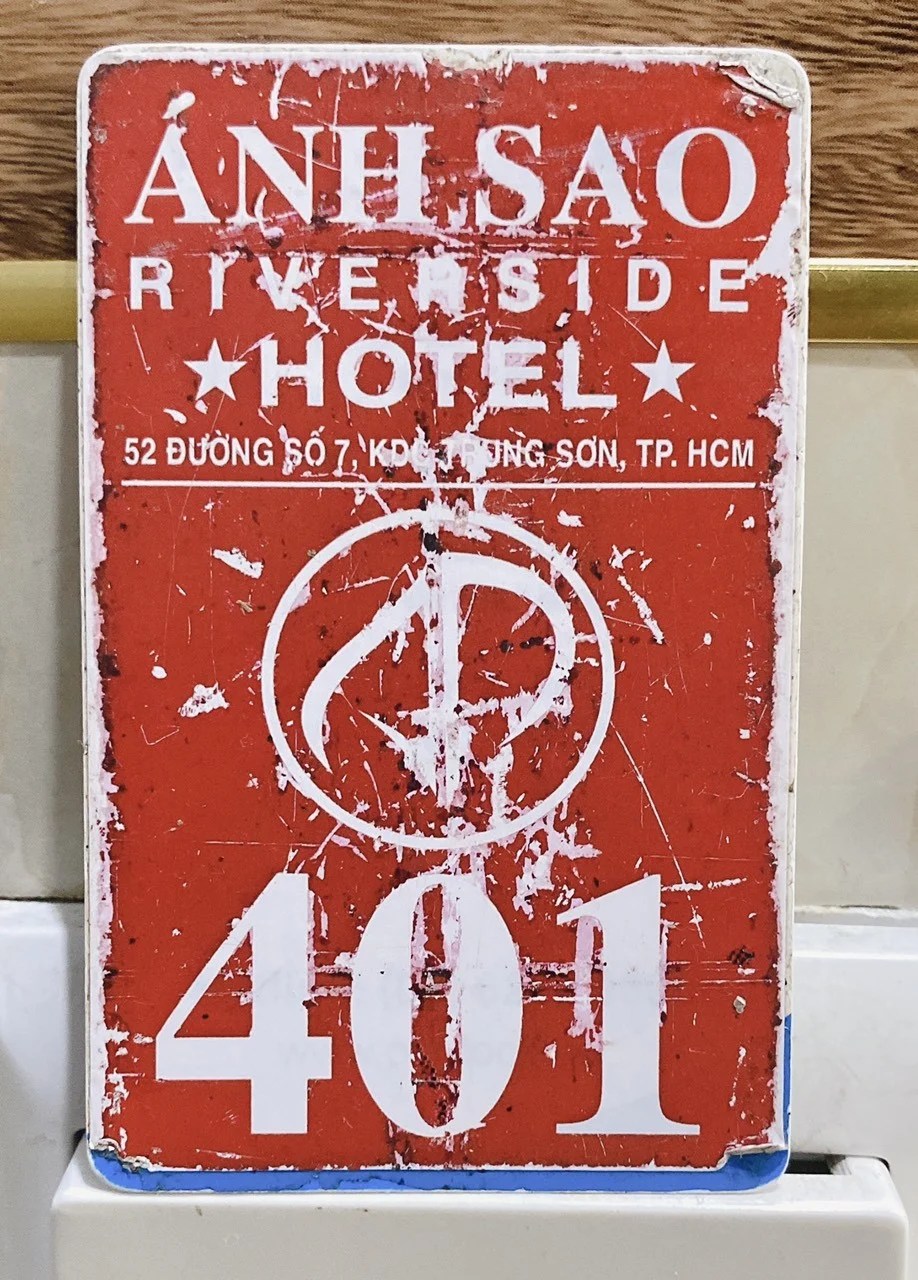 ÁNH SAO
RIVERSIDE
★HOTEL★
52 ĐƯỜNG SỐ 7, KDC TRUNG SƠN, TP. HCM
401